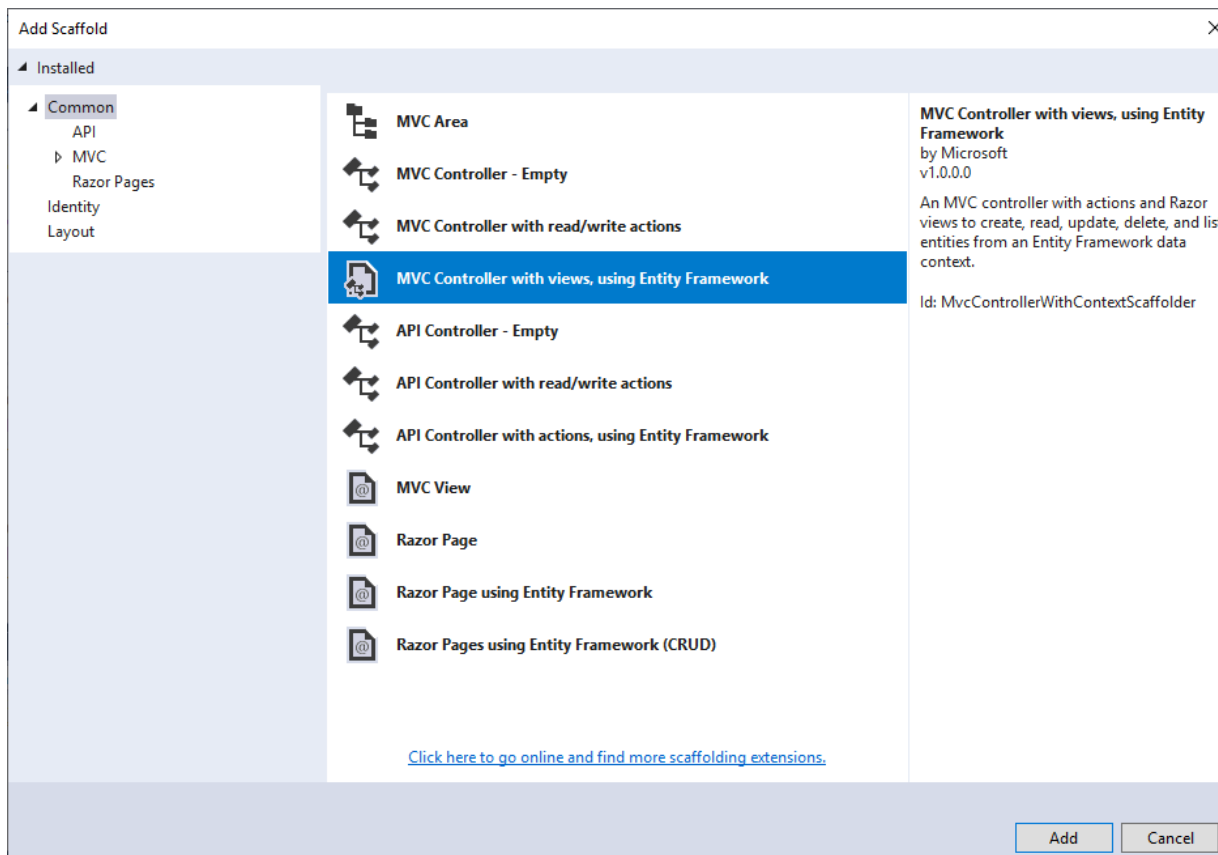 Add Scaffold
Installed
Common
API
MVC
Razor Pages
Identity
Layout
MVC Area
MVC Controller - Empty
MVC Controller with read/write actions
MVC Controller with views, using Entity Framework
API Controller - Empty
API Controller with read/write actions
API Controller with actions, using Entity Framework
MVC View
Razor Page
Razor Page using Entity Framework
Razor Pages using Entity Framework (CRUD)
Click here to go online and find more scaffolding extensions.
MVC Controller with views, using Entity
Framework
by Microsoft
v1.0.0.0
An MVC controller with actions and Razor
views to create, read, update, delete, and lis
entities from an Entity Framework data
context.
Id: MvcControllerWithContextScaffolder
Add
Cancel